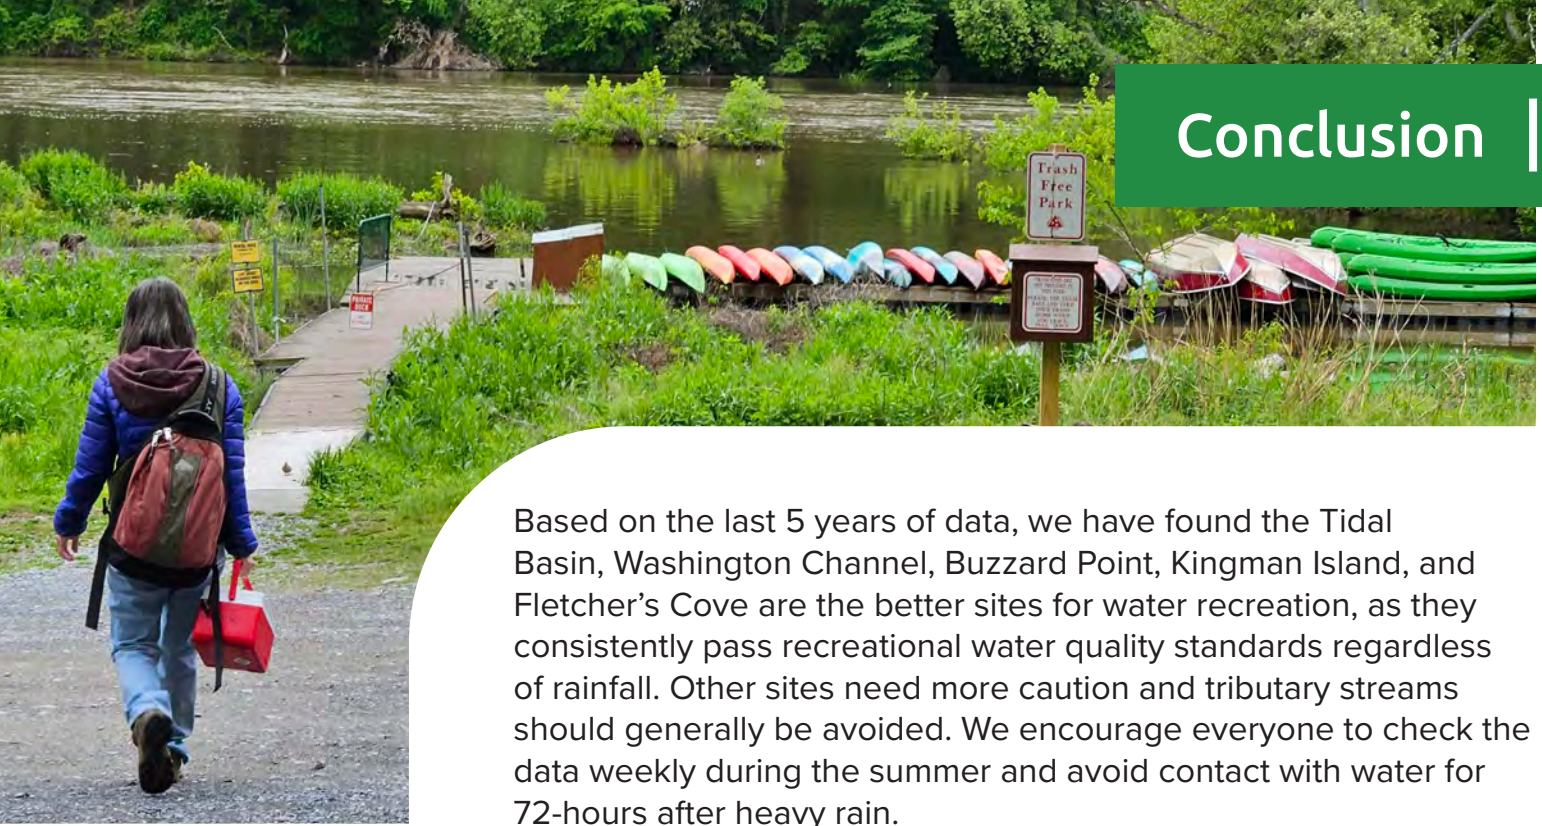 Conclusion
Trash
Free
Park
PRIVATE
DOCK
Based on the last 5 years of data, we have found the Tidal
Basin, Washington Channel, Buzzard Point, Kingman Island, and
Fletcher’s Cove are the better sites for water recreation, as they
consistently pass recreational water quality standards regardless
of rainfall. Other sites need more caution and tributary streams
should generally be avoided. We encourage everyone to check the
data weekly during the summer and avoid contact with water for
72-hours after heavy rain.